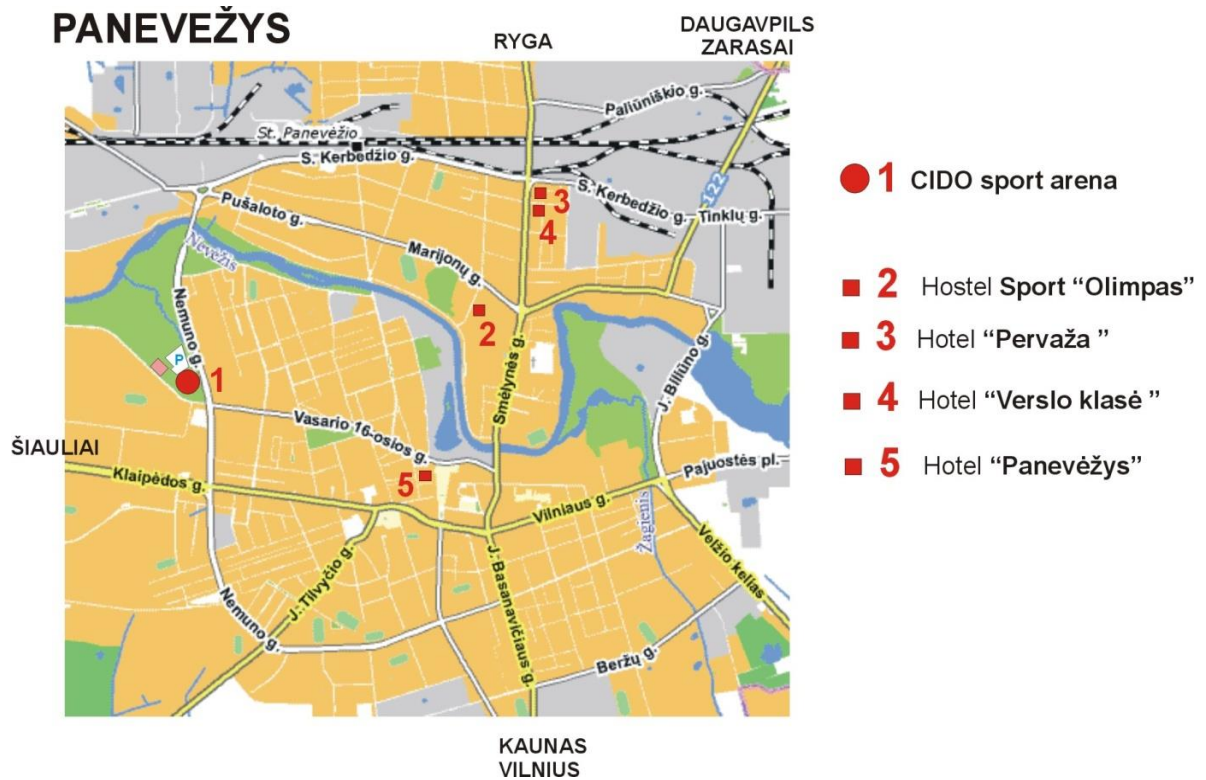 PANEVĖŽYS
RYGA
DAUGAVPILS
ZARASAI
Paliūniškio g.
St. Panevėžio
S. Kerbedžio g.
S. Kerbedžio g.
Tinklų g.
122
Pušaloto g.
Nevėžis
Marijonų g.
Nemuno g.
P
1
2
3
4
5
Smėlynės g.
J. Biliūno g.
Vasario 16-osios g.
ŠIAULIAI
Klaipėdos g.
Pajuostės pl.
Vilniaus g.
Žagienis
Velžio kelias
J. Tilvyčio g.
J. Basanavičiaus g.
Nemuno g.
Beržų g.
KAUNAS
VILNIUS
1 CIDO sport arena
2 Hostel Sport “Olimpas”
3 Hotel “Pervaža ”
4 Hotel “Verslo klasė ”
5 Hotel “Panevėžys”